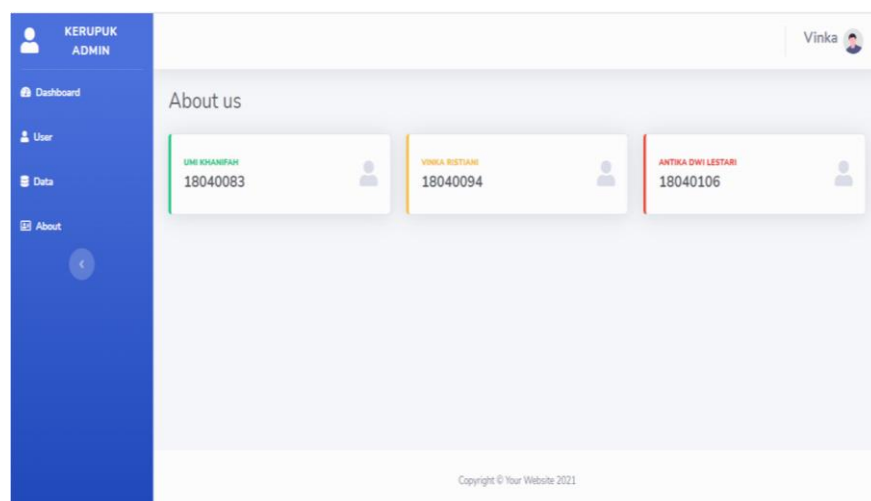 KERUPUK
ADMIN
Vinka
Dashboard
User
Data
About
About us
UMI KHANIFAH
18040083
VINKA RISTIANI
18040094
ANTIKA DWI LESTARI
18040106
Copyright © Your Website 2021